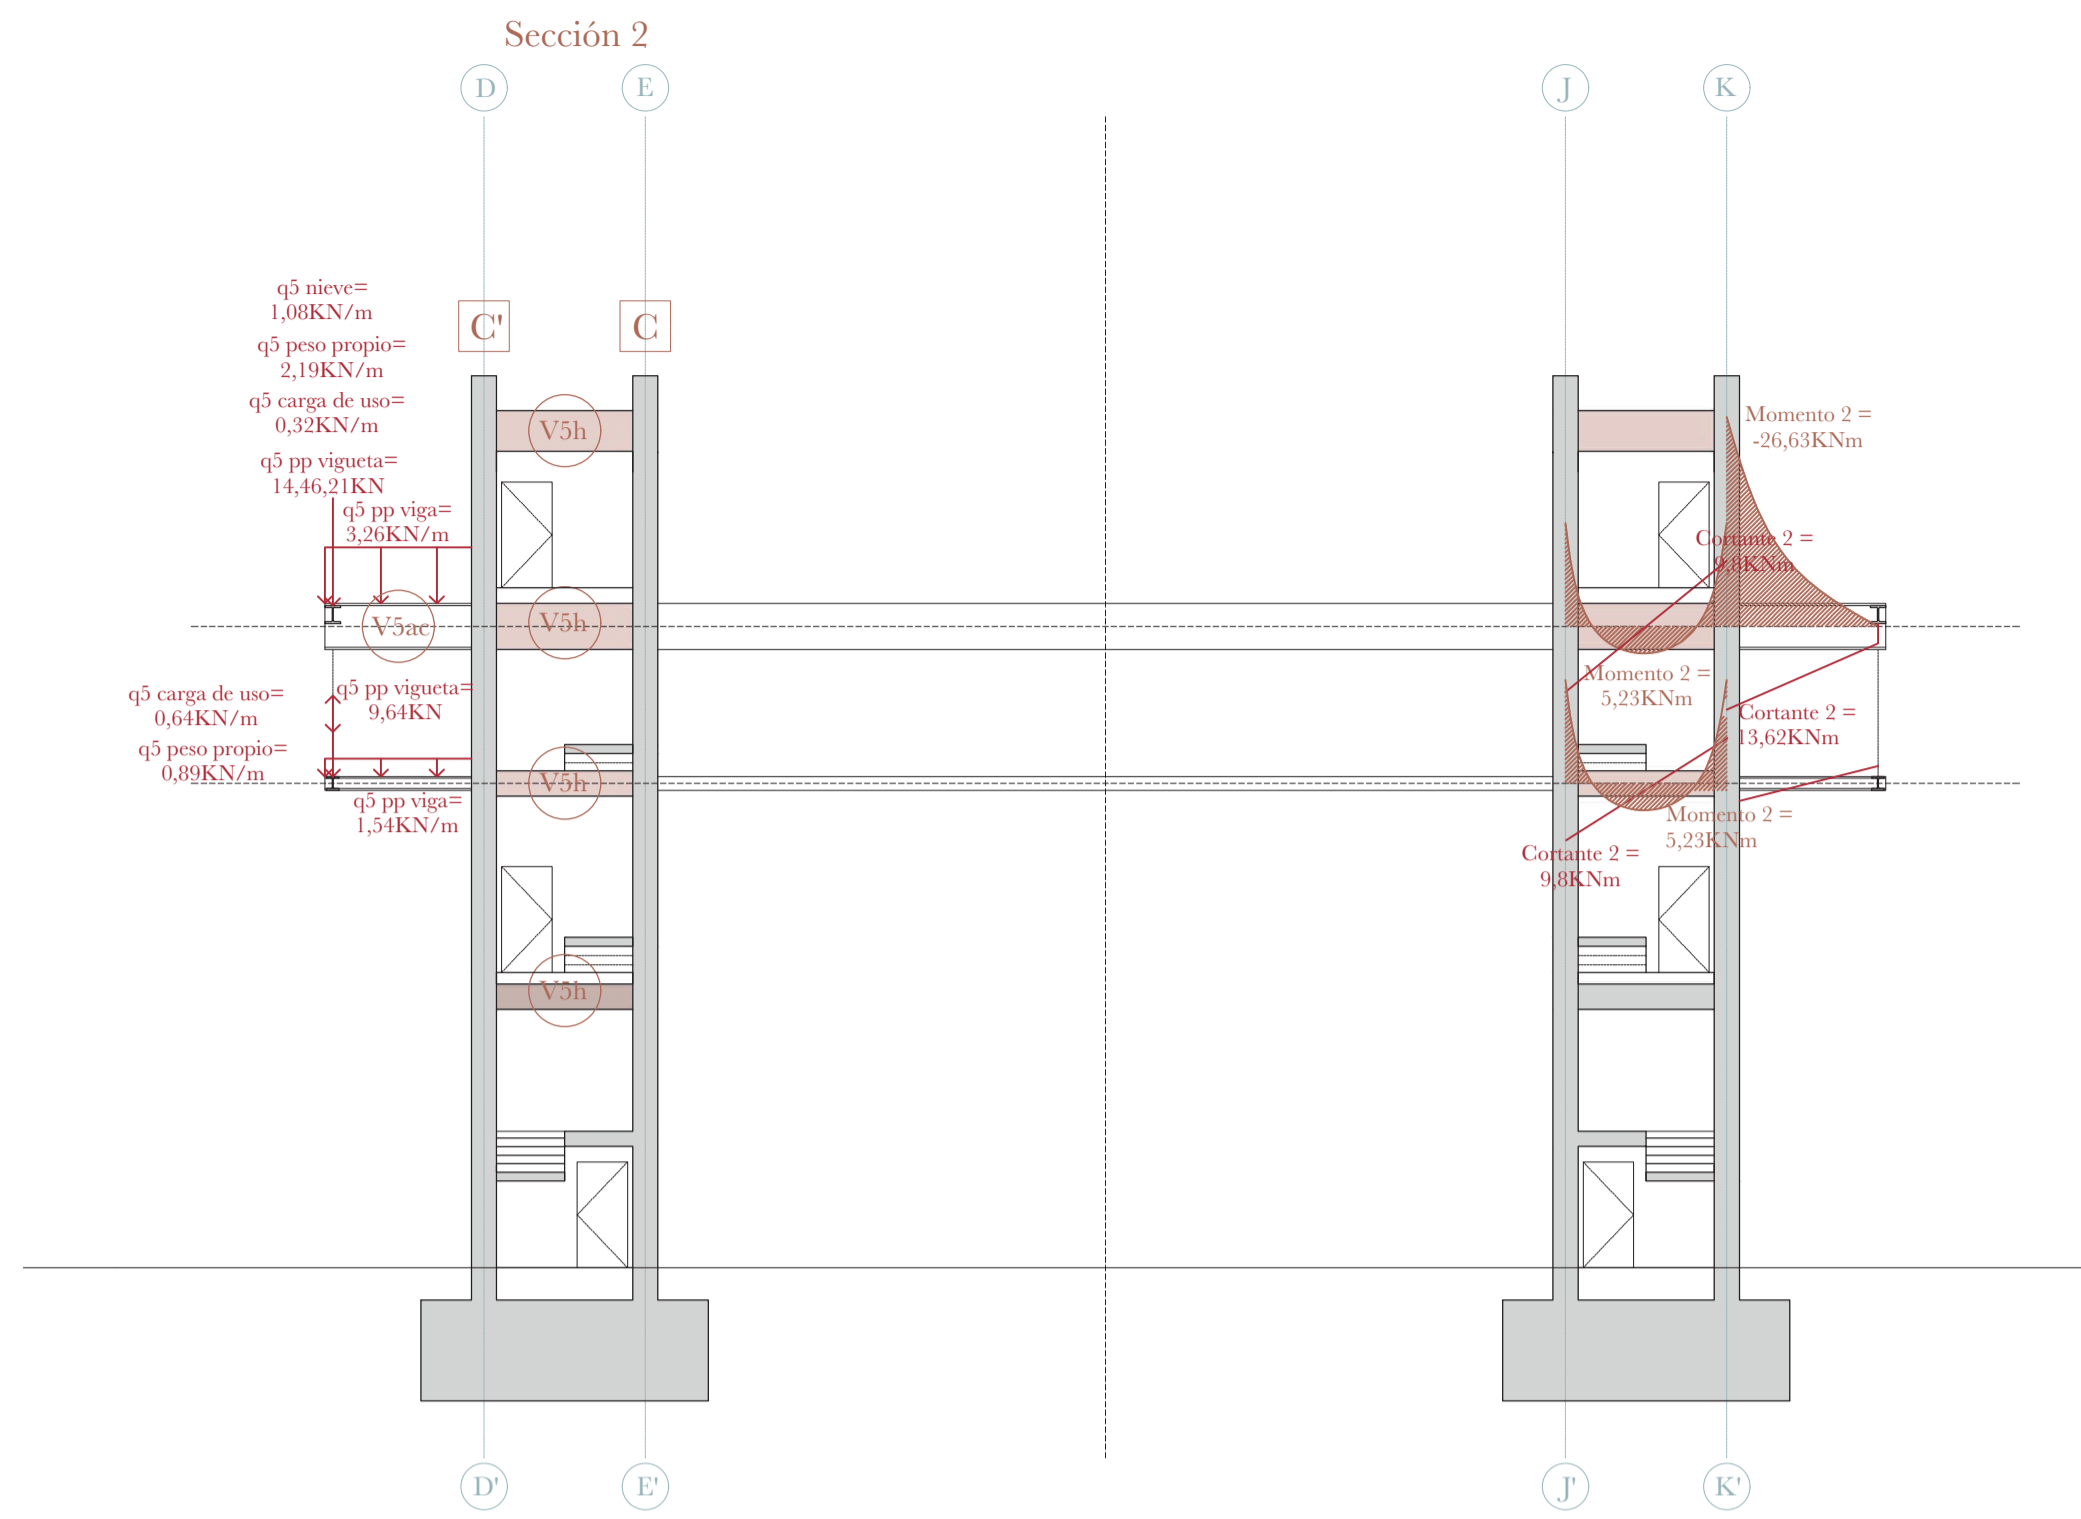 Sección 2
D
E
J
K
q5 nieve=
1,08KN/m
q5 peso propio=
2,19KN/m
q5 carga de uso=
0,32KN/m
q5 pp vigueta=
14,46,21KN
q5 pp viga=
3,26KN/m
C'
C
V5h
Momento 2 =
-26,63KNm
Cortante 2 =
9,8KNm
V5ac
V5h
Momento 2 =
5,23KNm
q5 carga de uso=
0,64KN/m
q5 pp vigueta=
9,64KN
q5 peso propio=
0,89KN/m
Cortante 2 =
13,62KNm
V5h
q5 pp viga=
1,54KN/m
Momento 2 =
5,23KNm
Cortante 2 =
9,8KNm
V5h
D'
E'
J'
K'